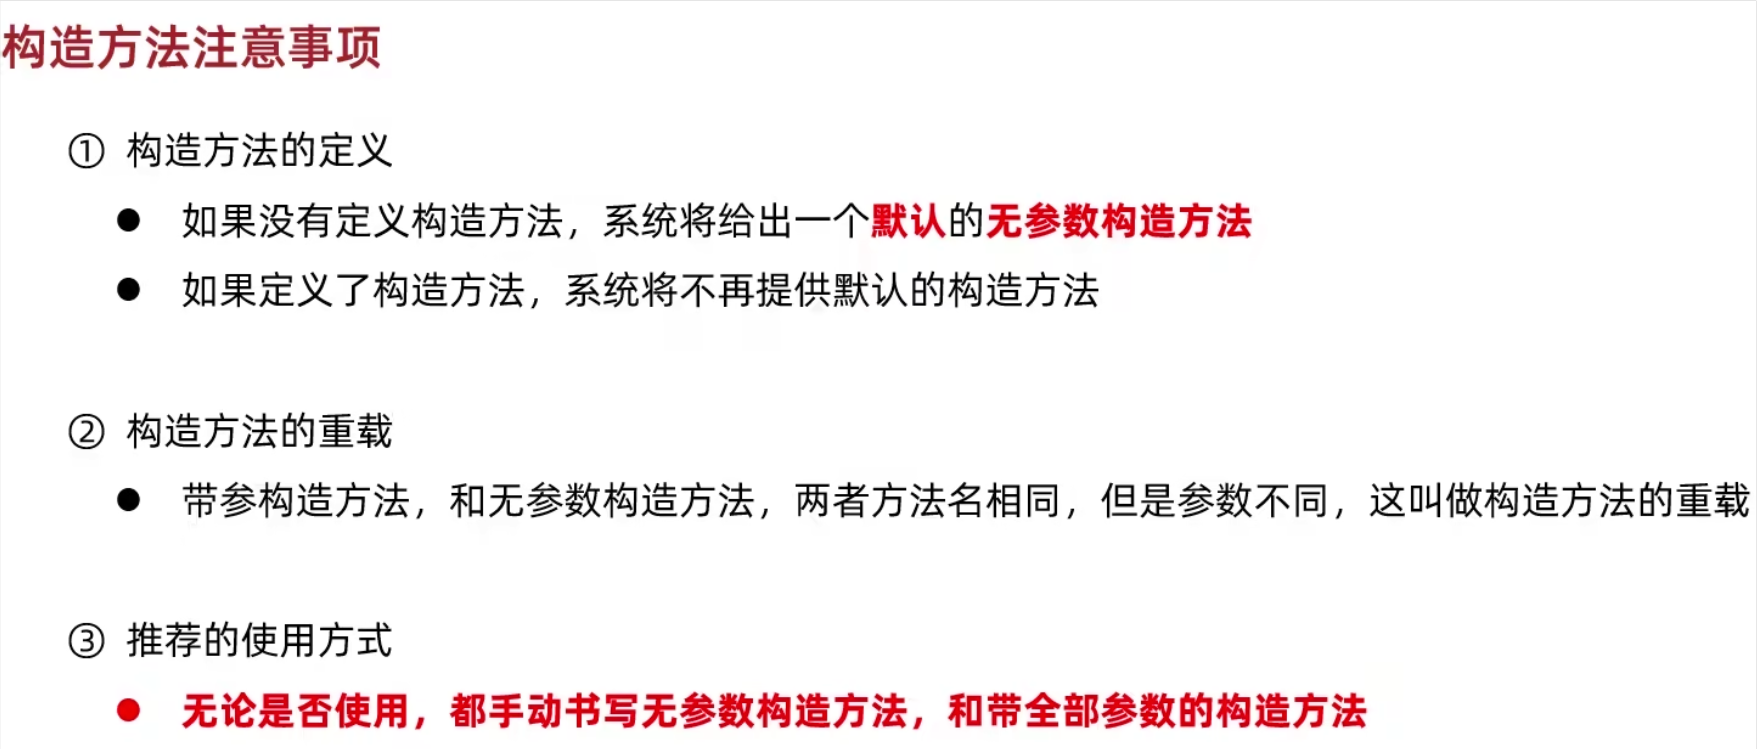 构造方法注意事项
① 构造方法的定义
● 如果没有定义构造方法，系统将给出一个默认的无参数构造方法
● 如果定义了构造方法，系统将不再提供默认的构造方法
② 构造方法的重载
● 带参构造方法，和无参数构造方法，两者方法名相同，但是参数不同，这叫做构造方法的重载
③ 推荐的使用方式
● 无论是否使用，都手动书写无参数构造方法，和带全部参数的构造方法